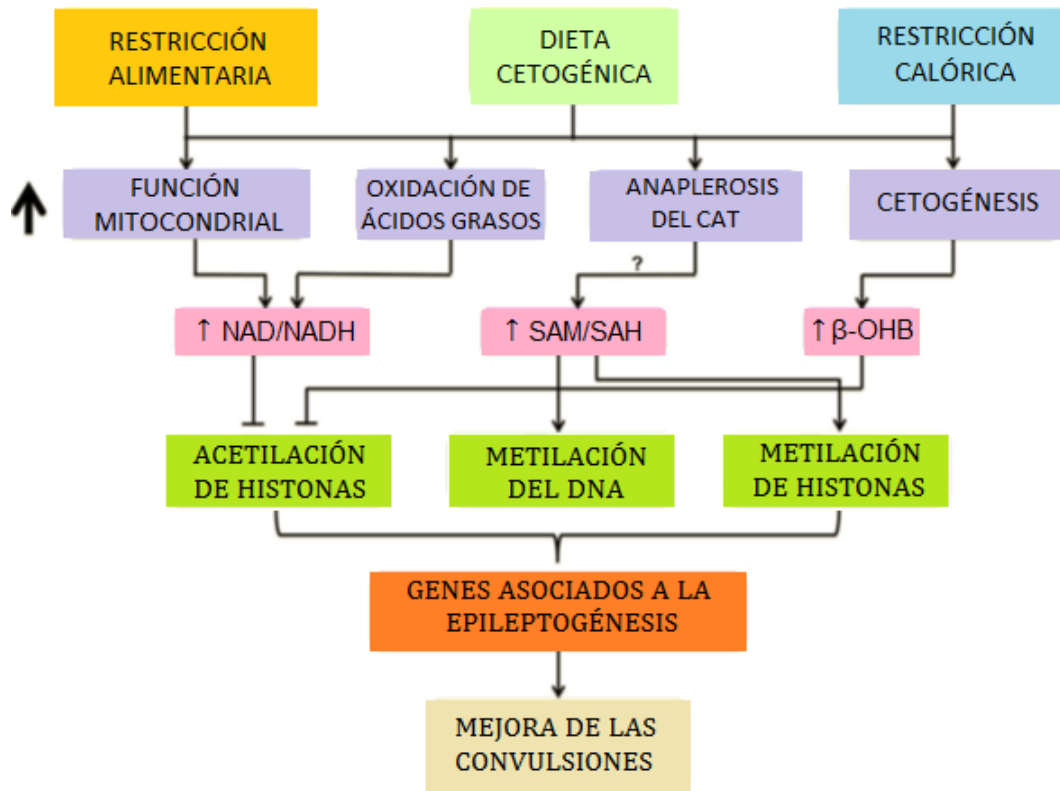 RESTRICCIÓN
ALIMENTARIA
DIETA
CETOGÉNICA
RESTRICCIÓN
CALÓRICA
FUNCIÓN
MITOCONDRIAL
OXIDACIÓN DE
ÁCIDOS GRASOS
ANAPLEROSIS
DEL CAT
CETOGÉNESIS
?
↑ NAD/NADH
↑ SAM/SAH
↑ β-OHB
ACETILACIÓN
DE HISTONAS
METILACIÓN
DEL DNA
METILACIÓN
DE HISTONAS
GENES ASOCIADOS A LA
EPILEPTOGÉNESIS
MEJORA DE LAS
CONVULSIONES